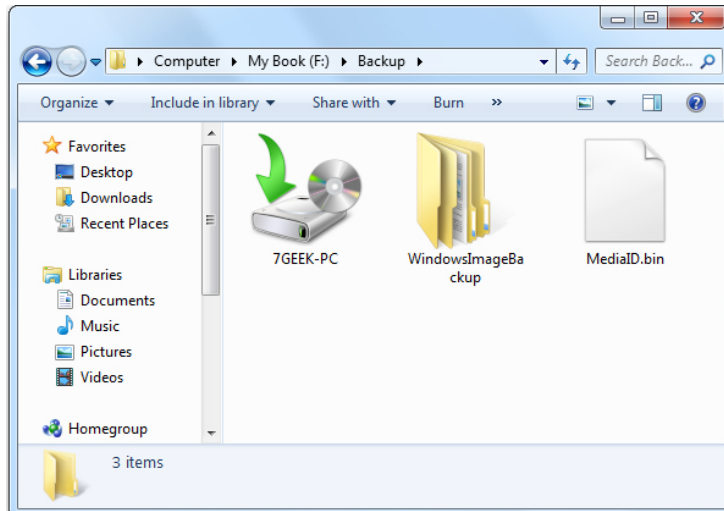 Computer ▸ My Book (F:) ▸ Backup ▸
Search Back...
Organize
Include in library
Share with
Burn
»
Favorites
Desktop
Downloads
Recent Places
Libraries
Documents
Music
Pictures
Videos
Homegroup
7GEEK-PC
WindowsImageBa
ckup
MediaID.bin
3 items